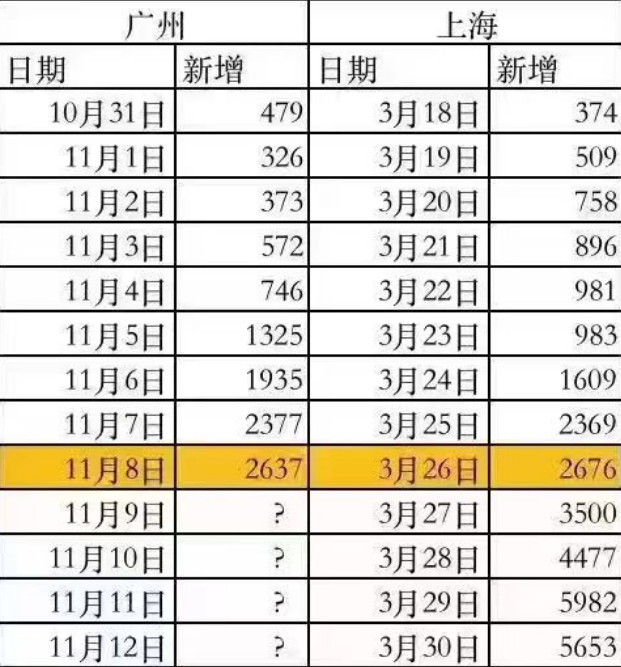 广州 上海
日期 新增 日期 新增
10月31日 479 3月18日 374
11月1日 326 3月19日 509
11月2日 373 3月20日 758
11月3日 572 3月21日 896
11月4日 746 3月22日 981
11月5日 1325 3月23日 983
11月6日 1935 3月24日 1609
11月7日 2377 3月25日 2369
11月8日 2637 3月26日 2676
11月9日 ? 3月27日 3500
11月10日 ? 3月28日 4477
11月11日 ? 3月29日 5982
11月12日 ? 3月30日 5653